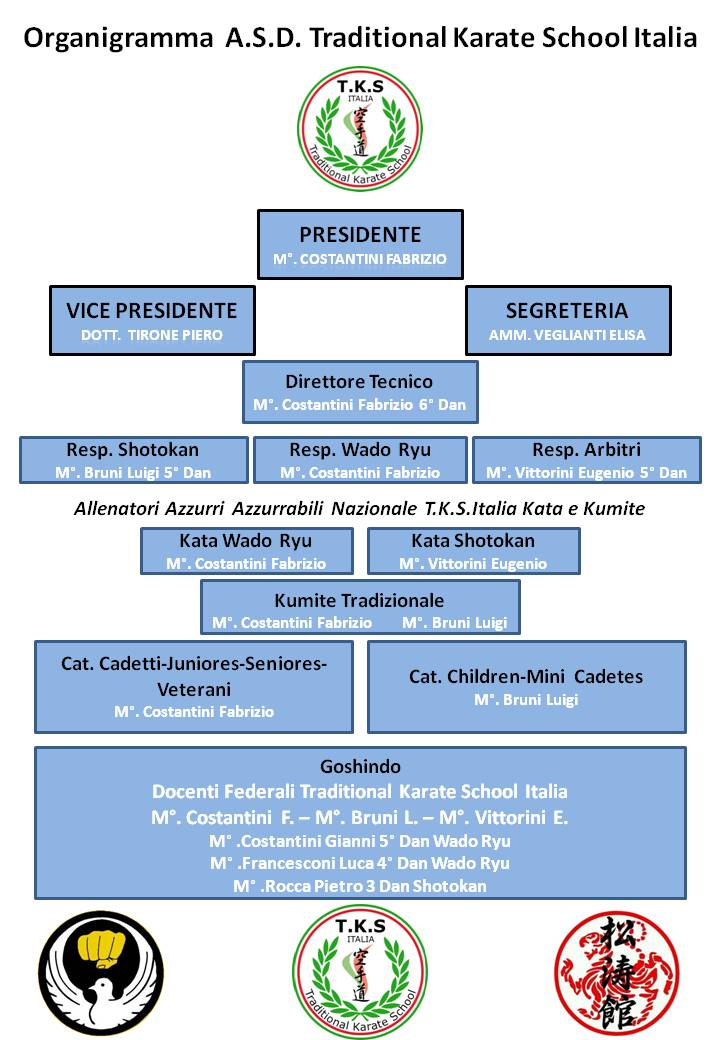 Organigramma A.S.D. Traditional Karate School Italia
T.K.S
ITALIA
空手道
Traditional Karate School
PRESIDENTE
M°. COSTANTINI FABRIZIO
VICE PRESIDENTE
DOTT. TIRONE PIERO
SEGRETERIA
AMM. VEGLIANTI ELISA
Direttore Tecnico
M°. Costantini Fabrizio 6° Dan
Resp. Shotokan
M°. Bruni Luigi 5° Dan
Resp. Wado Ryu
M°. Costantini Fabrizio
Resp. Arbitri
M°. Vittorini Eugenio 5° Dan
Allenatori Azzurri Azzurrabili Nazionale T.K.S.Italia Kata e Kumite
Kata Wado Ryu
M°. Costantini Fabrizio
Kata Shotokan
M°. Vittorini Eugenio
Kumite Tradizionale
M°. Costantini Fabrizio M°. Bruni Luigi
Cat. Cadetti-Juniores-Seniores-
Veterani
M°. Costantini Fabrizio
Cat. Children-Mini Cadetes
M°. Bruni Luigi
Goshindo
Docenti Federali Traditional Karate School Italia
M°. Costantini F. – M°. Bruni L. – M°. Vittorini E.
M° .Costantini Gianni 5° Dan Wado Ryu
M° .Francesconi Luca 4° Dan Wado Ryu
M° .Rocca Pietro 3 Dan Shotokan
T.K.S
ITALIA
空手道
Traditional Karate School
松濤館